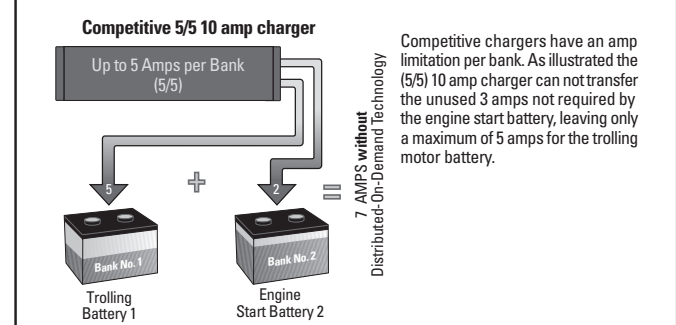 Competitive 5/5 10 amp charger
Up to 5 Amps per Bank
(5/5)
5
2
Bank No. 1
Bank No. 2
Trolling
Battery 1
Engine
Start Battery 2
7 AMPS without
Distributed-On-Demand Technology
Competitive chargers have an amp
limitation per bank. As illustrated the
(5/5) 10 amp charger can not transfer
the unused 3 amps not required by
the engine start battery, leaving only
a maximum of 5 amps for the trolling
motor battery.